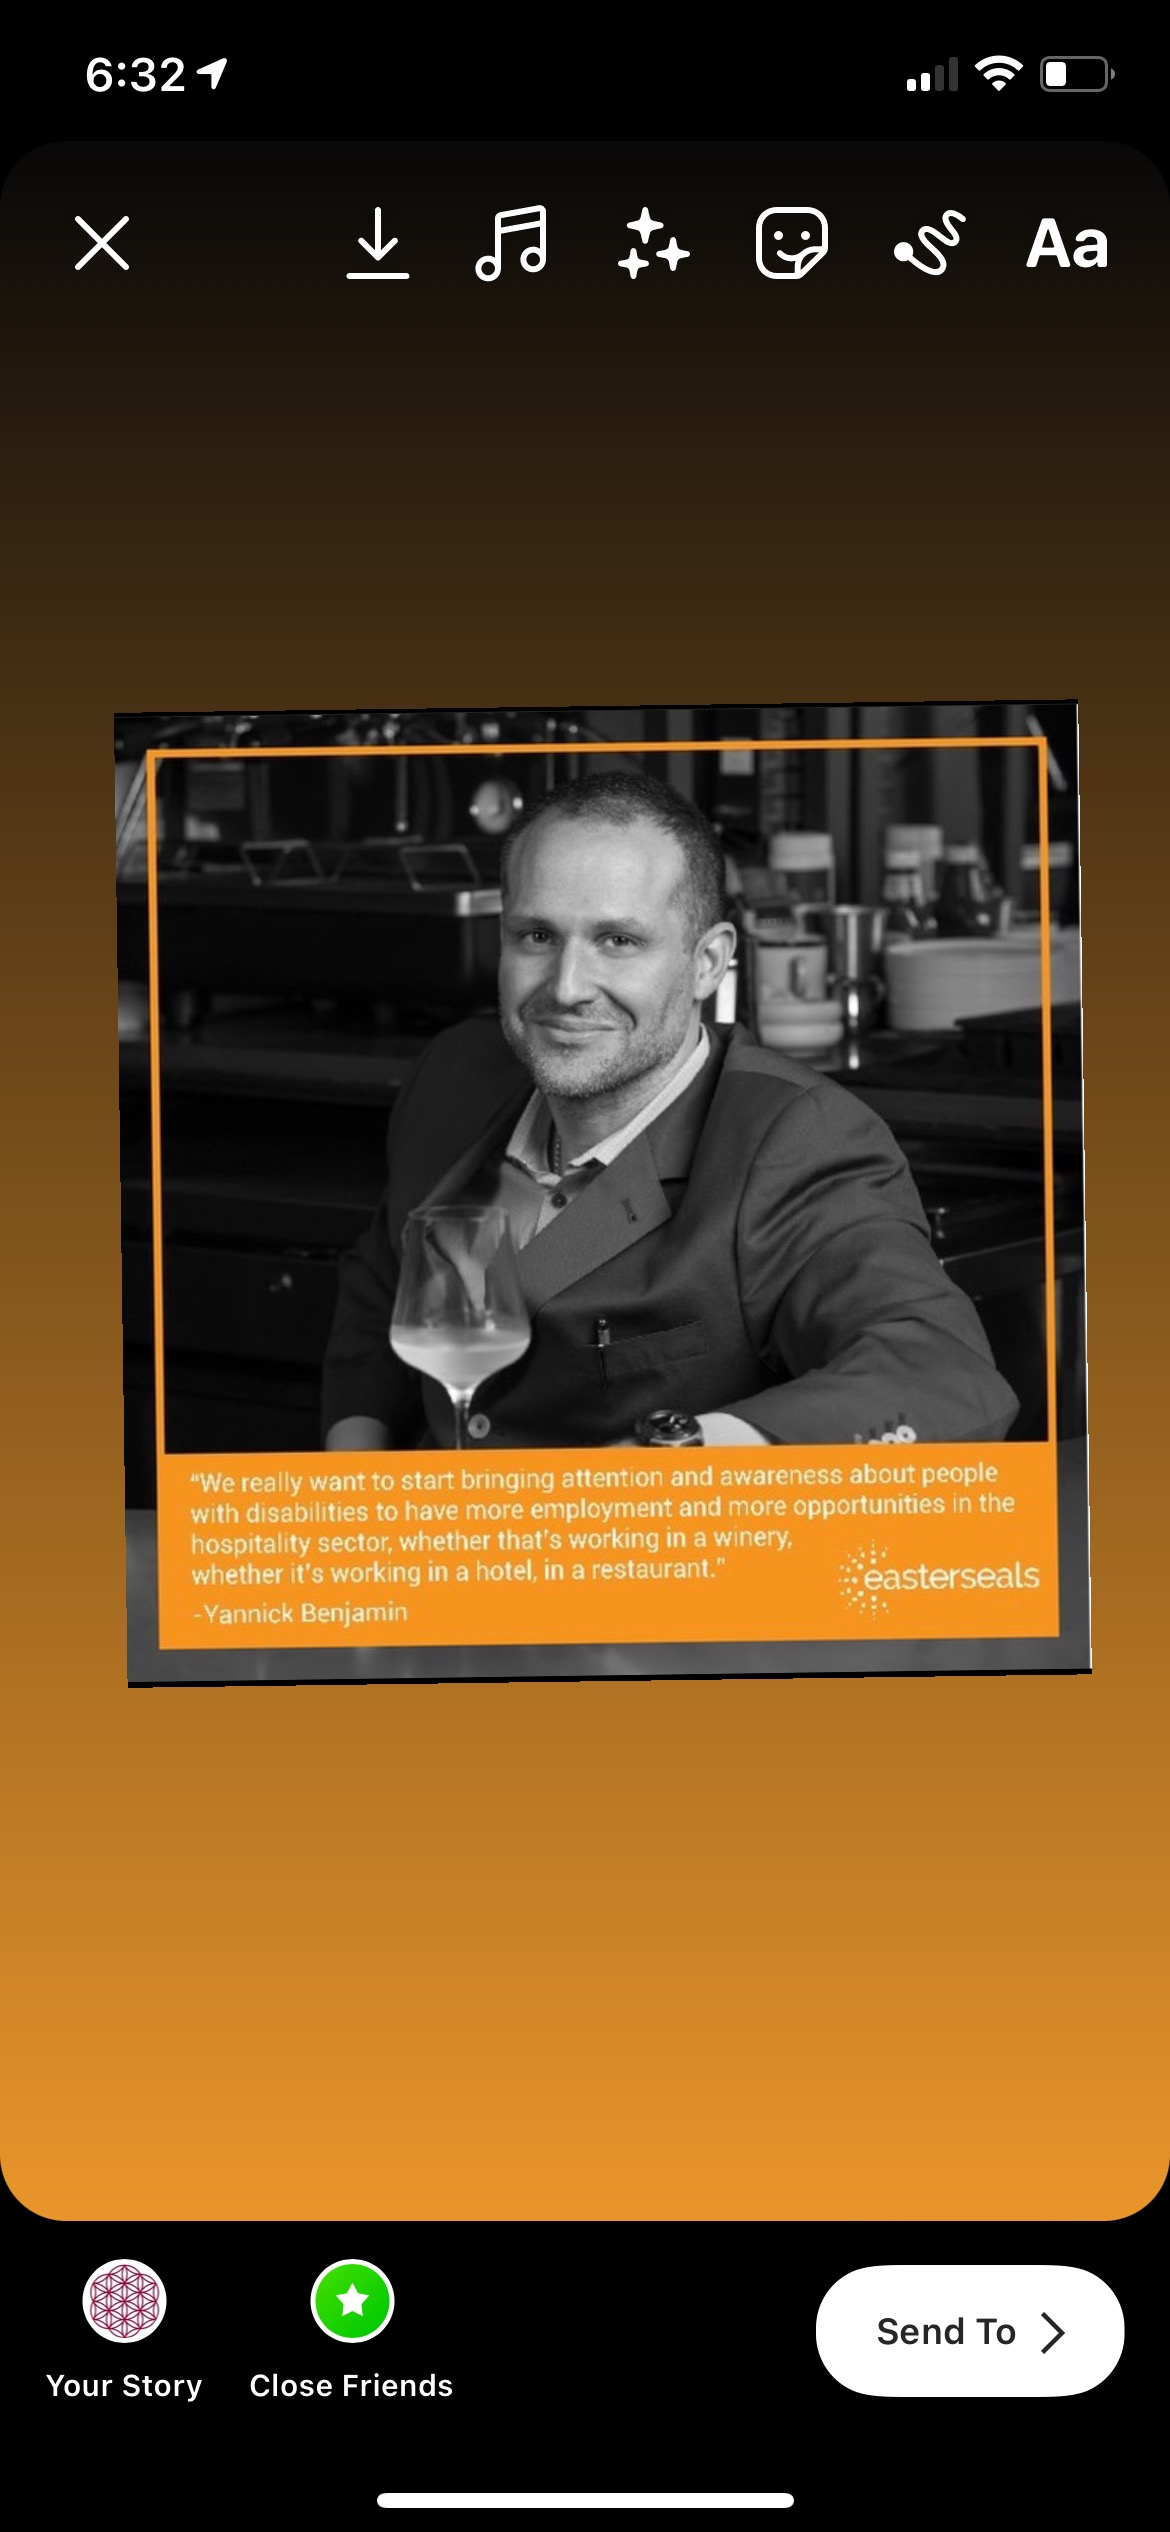 6:32
Aa
“We really want to start bringing attention and awareness about people
with disabilities to have more employment and more opportunities in the
hospitality sector, whether that’s working in a winery,
whether it’s working in a hotel, in a restaurant.”
-Yannick Benjamin
easterseals
Your Story
Close Friends
Send To